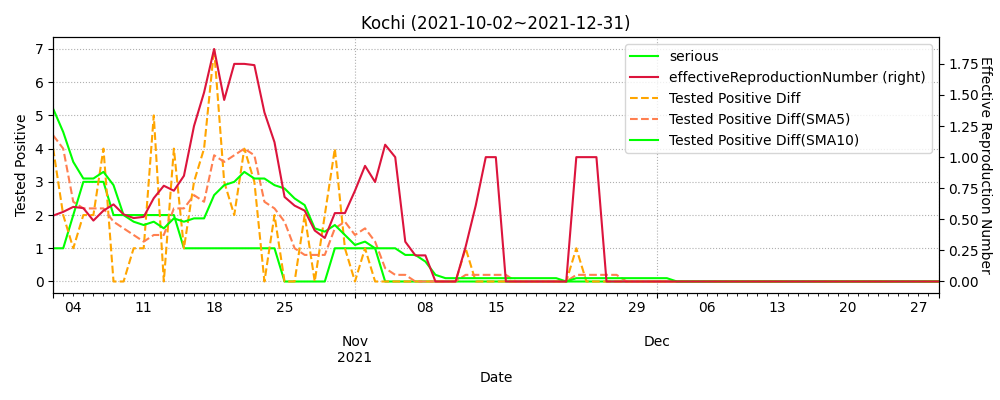 Kochi (2021-10-02~2021-12-31)
serious
effectiveReproductionNumber (right)
Tested Positive Diff
Tested Positive Diff(SMA5)
Tested Positive Diff(SMA10)
Tested Positive
7
6
5
4
3
2
1
0
1.75
1.50
1.25
1.00
0.75
0.50
0.25
0.00
Effective Reproduction Number
04 11 18 25 08 15 22 29 06 13 20 27
Nov Dec
2021
Date